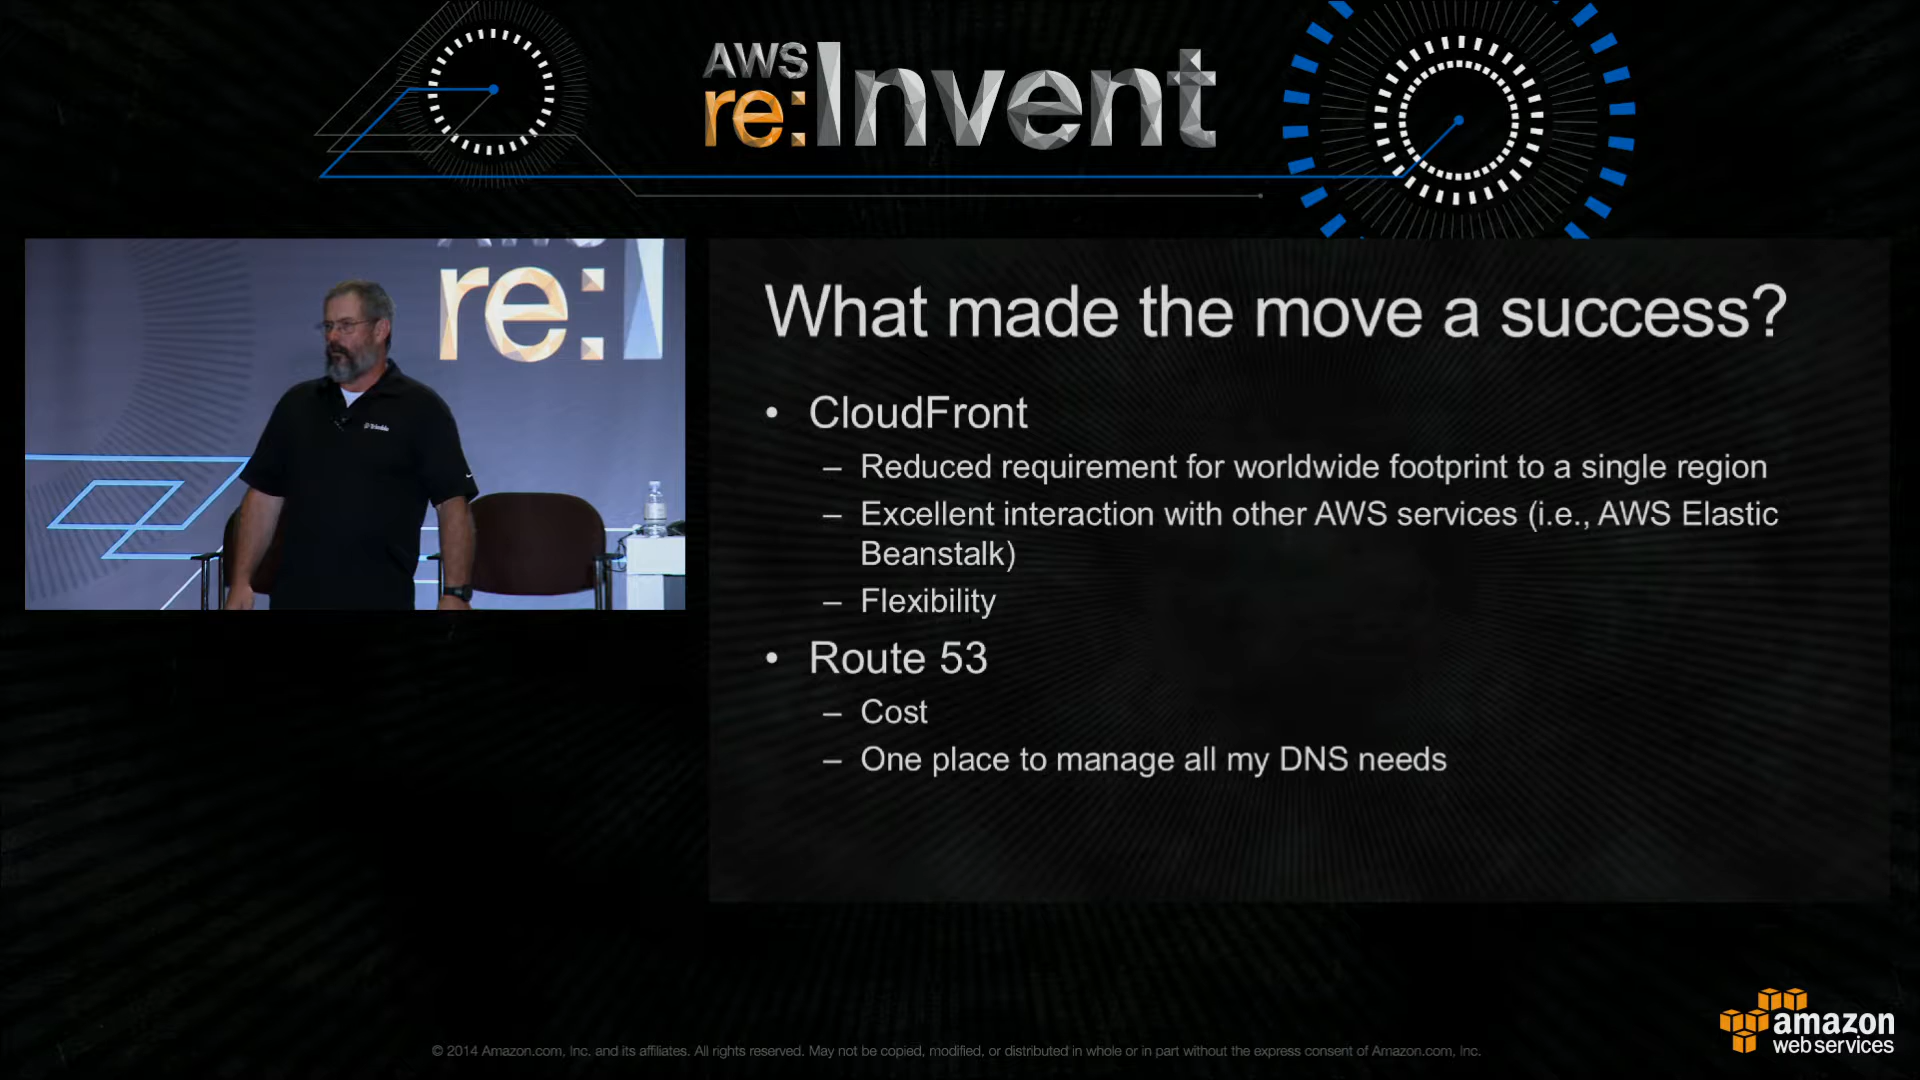 AWS
re:Invent
re:I
Trimble
What made the move a success?
• CloudFront
– Reduced requirement for worldwide footprint to a single region
– Excellent interaction with other AWS services (i.e., AWS Elastic
Beanstalk)
– Flexibility
• Route 53
– Cost
– One place to manage all my DNS needs
amazon
web services
© 2014 Amazon.com, Inc. and its affiliates. All rights reserved. May not be copied, modified, or distributed in whole or in part without the express consent of Amazon.com, Inc.